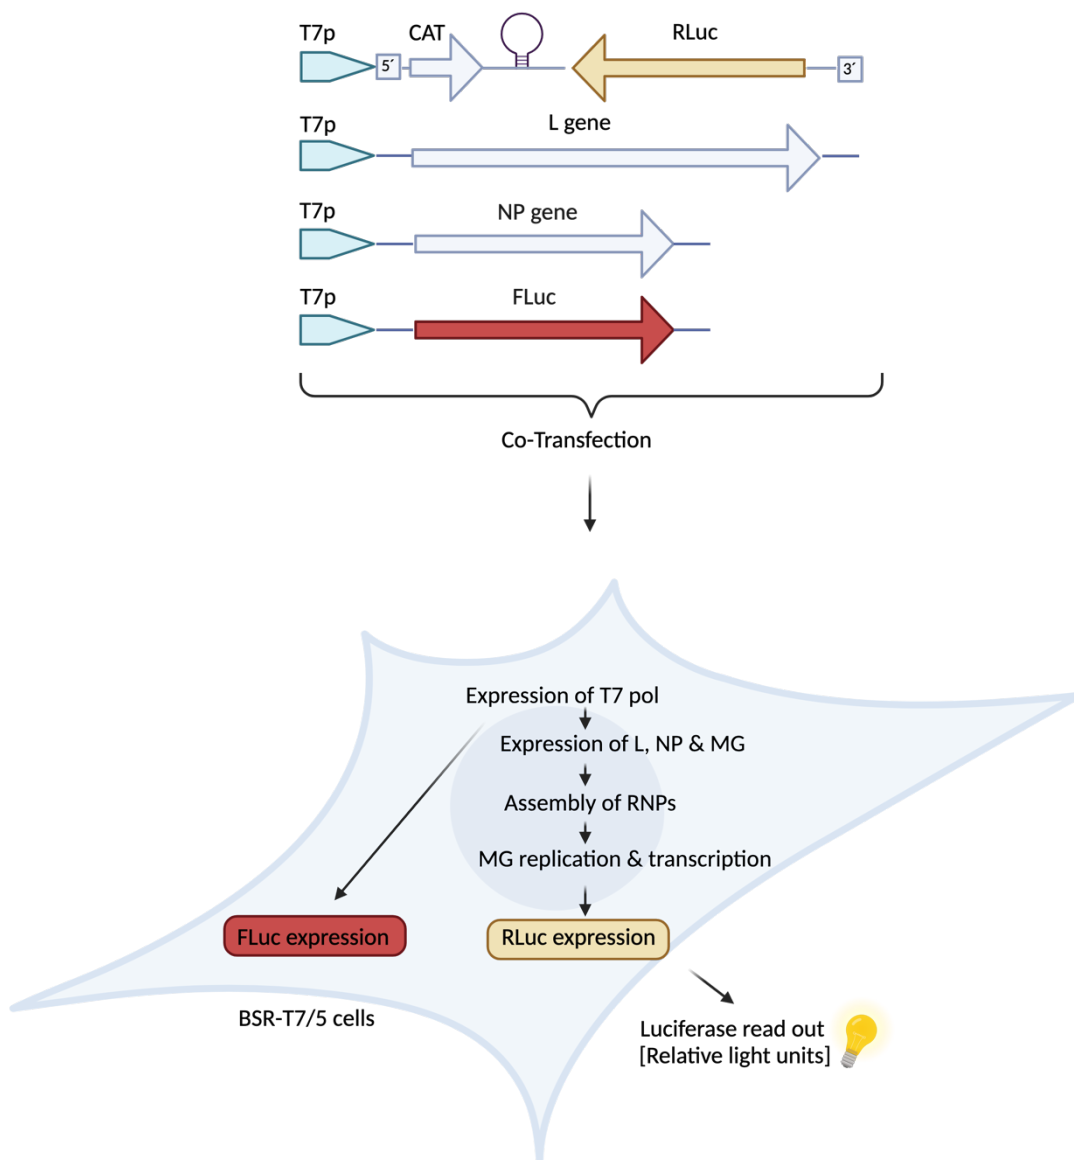 T7p
CAT
RLuc
5´
3´
T7p
L gene
T7p
NP gene
T7p
FLuc
Co-Transfection
Expression of T7 pol
Expression of L, NP & MG
Assembly of RNPs
MG replication & transcription
FLuc expression
RLuc expression
BSR-T7/5 cells
Luciferase read out
[Relative light units]